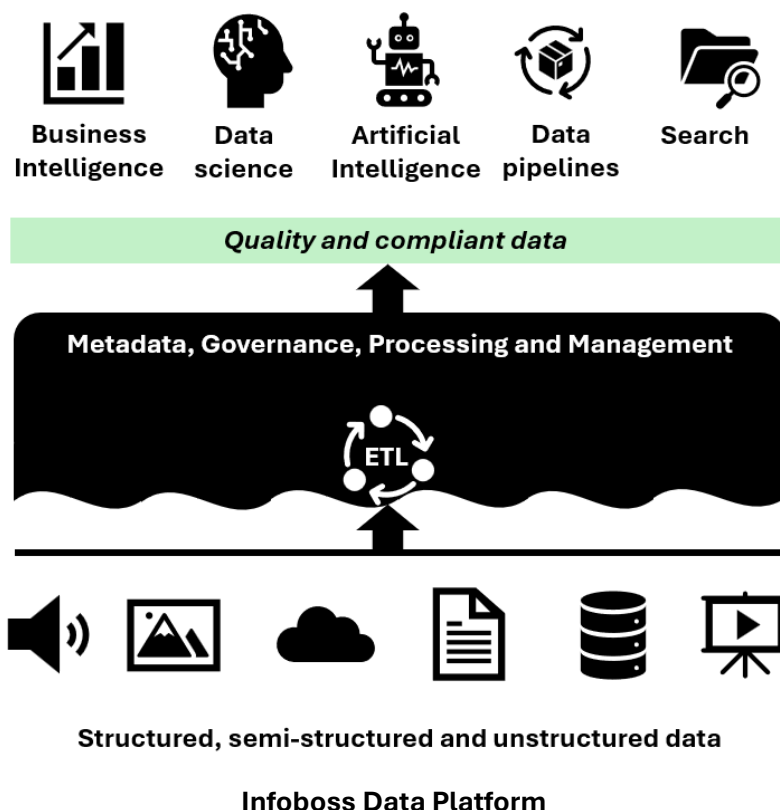 Business Intelligence
Data science
Artificial Intelligence
Data pipelines
Search
Quality and compliant data
Metadata, Governance, Processing and Management
ETL
Structured, semi-structured and unstructured data
Infoboss Data Platform